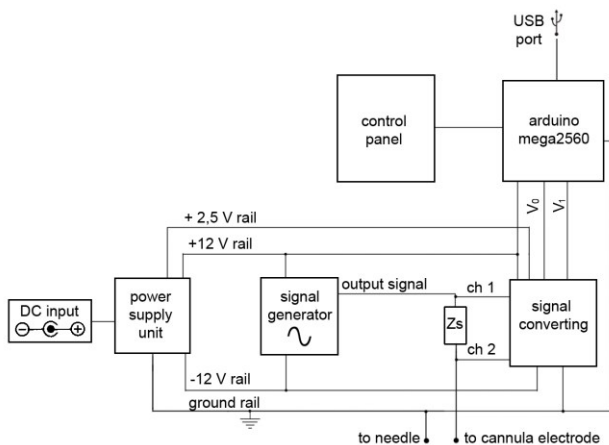 USB
port
control
panel
arduino
mega2560
V0
V1
+ 2,5 V rail
+12 V rail
output signal
ch 1
DC input
power
supply
unit
signal
generator
Zs
signal
converting
ch 2
-12 V rail
ground rail
to needle
to cannula electrode